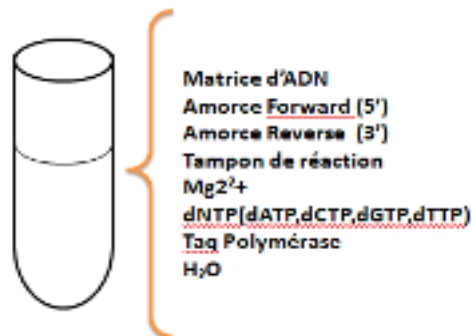 Matrice d'ADN
Amorce Forward (5')
Amorce Reverse (3')
Tampon de réaction
Mg2²+
dNTP(dATP,dCTP,dGTP,dTTP)
Taq Polymérase
H₂O